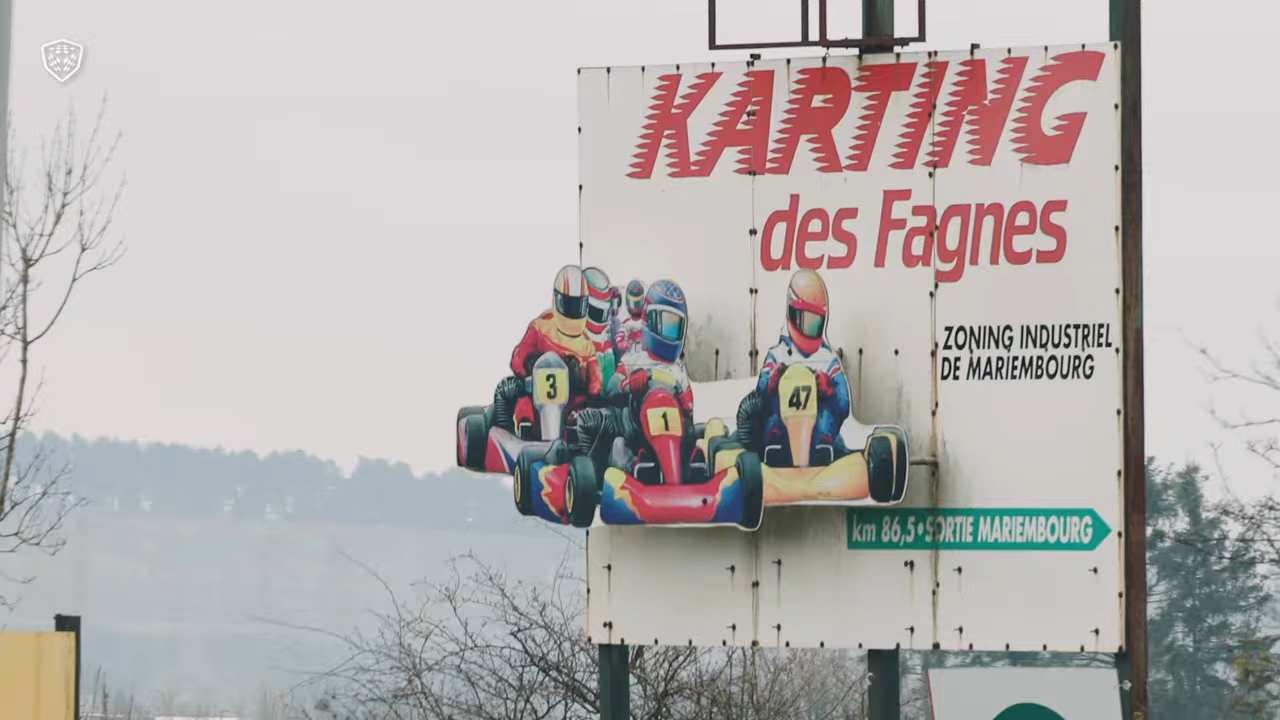 KARTING
des Fagnes
ZONING INDUSTRIEL
DE MARIEMBOURG
3
1
47
km 86,5•SORTIE MARIEMBOURG